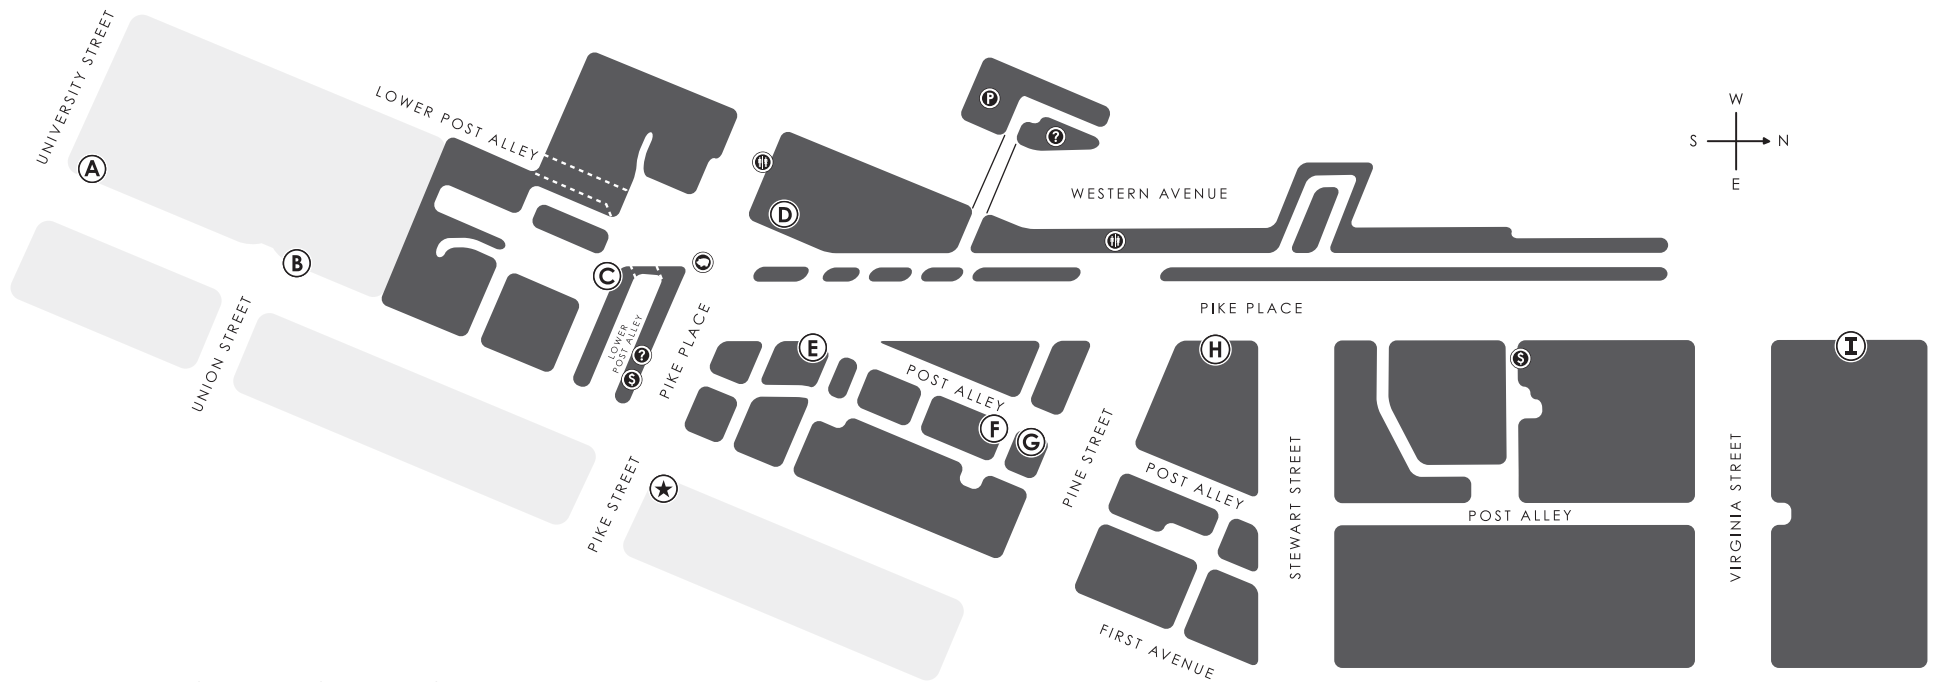 UNIVERSITY STREET
LOWER POST ALLEY
P
?
W
S
N
E
A
WESTERN AVENUE
D
B
C
PIKE PLACE
UNION STREET
LOWER
POST ALLEY
PIKE PLACE
?
$
E
H
$
I
POST ALLEY
F
G
PIKE STREET
PINE STREET
POST ALLEY
STEWART STREET
POST ALLEY
VIRGINIA STREET
FIRST AVENUE